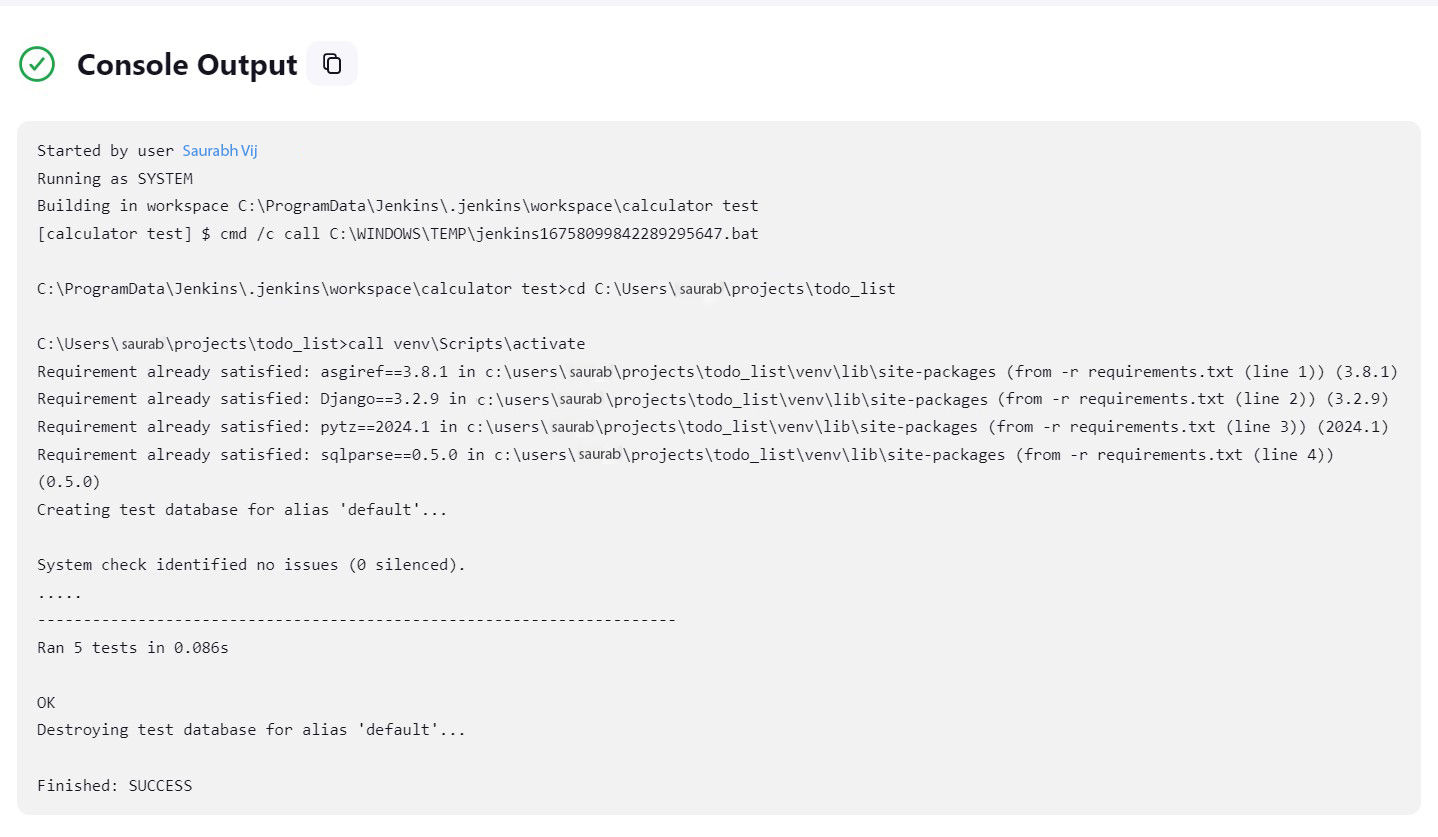 Console Output
Started by user Saurabh Vij
Running as SYSTEM
Building in workspace C:\ProgramData\Jenkins\.jenkins\workspace\calculator test
[calculator test] $ cmd /c call C:\WINDOWS\TEMP\jenkins16758099842289295647.bat
C:\ProgramData\Jenkins\.jenkins\workspace\calculator test>cd C:\Users\saurab\projects\todo_list
C:\Users\saurab\projects\todo_list>call venv\Scripts\activate
Requirement already satisfied: asgiref==3.8.1 in c:\users\saurab\projects\todo_list\venv\lib\site-packages (from -r requirements.txt (line 1)) (3.8.1)
Requirement already satisfied: Django==3.2.9 in c:\users\saurab\projects\todo_list\venv\lib\site-packages (from -r requirements.txt (line 2)) (3.2.9)
Requirement already satisfied: pytz==2024.1 in c:\users\saurab\projects\todo_list\venv\lib\site-packages (from -r requirements.txt (line 3)) (2024.1)
Requirement already satisfied: sqlparse==0.5.0 in c:\users\saurab\projects\todo_list\venv\lib\site-packages (from -r requirements.txt (line 4))
(0.5.0)
Creating test database for alias 'default'...
System check identified no issues (0 silenced).
.....
----------------------------------------------------------------------
Ran 5 tests in 0.086s
OK
Destroying test database for alias 'default'...
Finished: SUCCESS